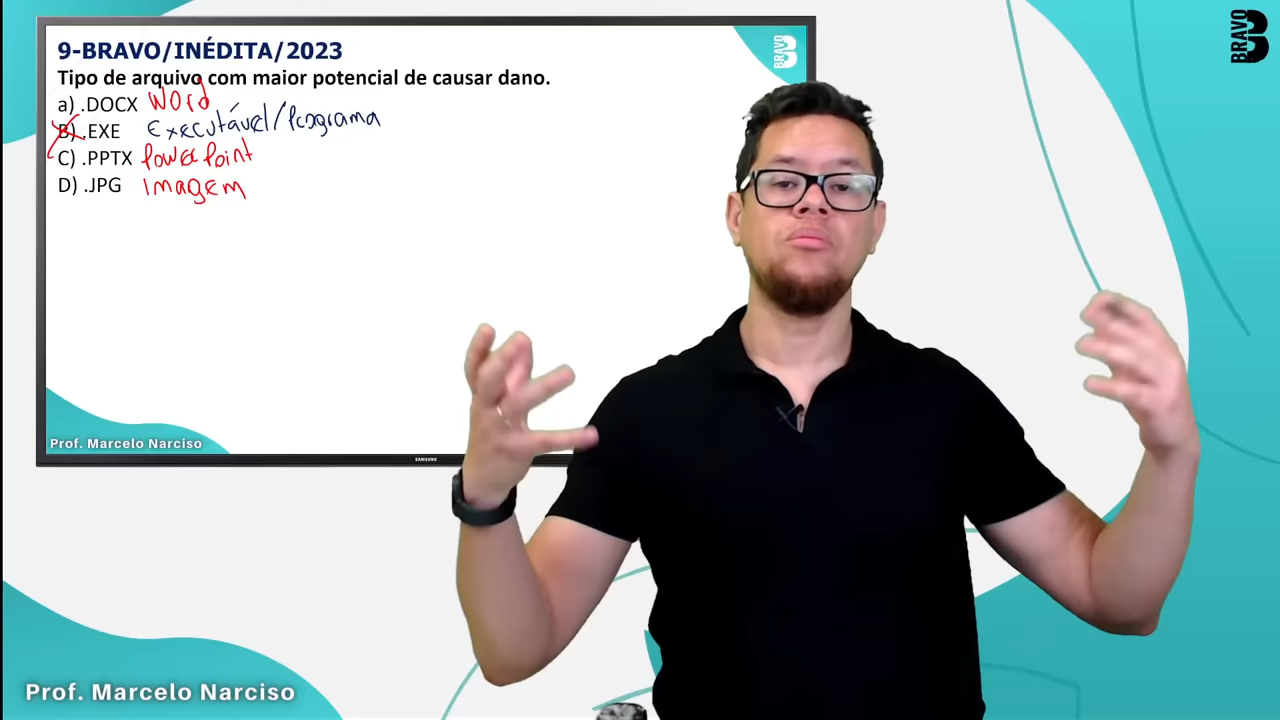 9-BRAVO/INÉDITA/2023
Tipo de arquivo com maior potencial de causar dano.
a) .DOCX Word
B) .EXE Executável/Programa
C) .PPTX PowerPoint
D) .JPG Imagem
BRAVO
Prof. Marcelo Narciso
SAMSUNG
Prof. Marcelo Narciso
BRAVO